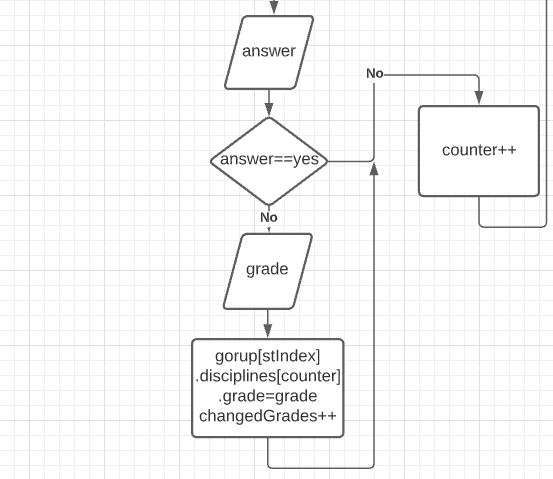 answer
No
answer==yes
counter++
No
grade
gorup[stIndex]
.disciplines[counter]
.grade=grade
changedGrades++